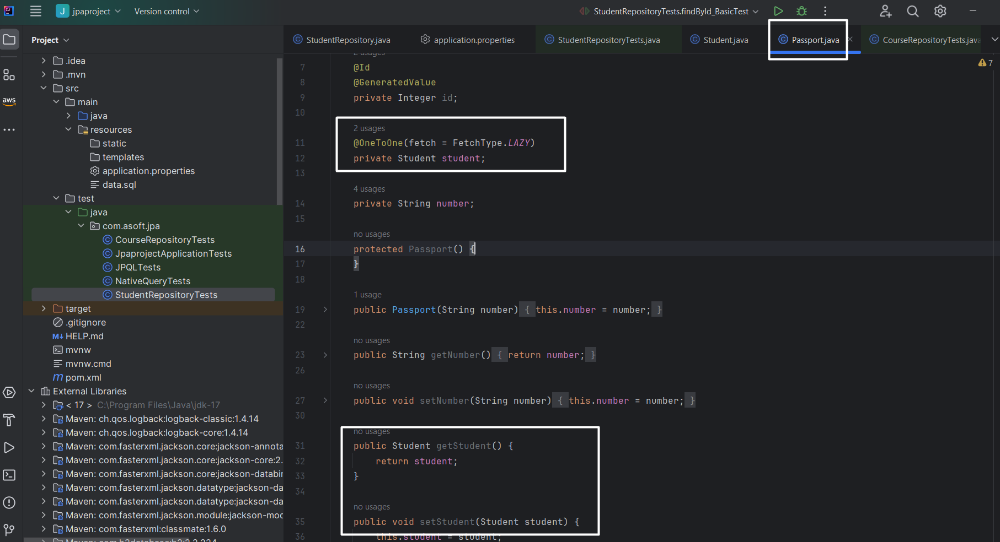 J jpaproject Version control StudentRepositoryTests.findById_BasicTest
Project
.idea
.mvn
src
main
java
resources
static
templates
application.properties
data.sql
test
java
com.asoft.jpa
CourseRepositoryTests
JpaprojectApplicationTests
JPQLTests
NativeQueryTests
StudentRepositoryTests
target
.gitignore
M↓ HELP.md
mvnw
mvnw.cmd
m pom.xml
External Libraries
< 17 > C:\Program Files\Java\jdk-17
Maven: ch.qos.logback:logback-classic:1.4.14
Maven: ch.qos.logback:logback-core:1.4.14
Maven: com.fasterxml.jackson.core:jackson-annota
Maven: com.fasterxml.jackson.core:jackson-core:2.
Maven: com.fasterxml.jackson.core:jackson-databin
Maven: com.fasterxml.jackson.datatype:jackson-da
Maven: com.fasterxml.jackson.datatype:jackson-da
Maven: com.fasterxml.jackson.module:jackson-mod
Maven: com.fasterxml:classmate:1.6.0
Maven: com.h2database:h2:2.2.224
aws
StudentRepository.java application.properties StudentRepositoryTests.java Student.java Passport.java CourseRepositoryTests.java
7
2 usages
7 @Id
8 @GeneratedValue
9 private Integer id;
10
2 usages
11 @OneToOne(fetch = FetchType.LAZY)
12 private Student student;
13
4 usages
14 private String number;
15
no usages
16 protected Passport() {
17 }
18
1 usage
19 public Passport(String number) { this.number = number; }
22
no usages
23 public String getNumber() { return number; }
26
no usages
27 public void setNumber(String number) { this.number = number; }
30
no usages
31 public Student getStudent() {
32 return student;
33 }
34
no usages
35 public void setStudent(Student student) {
36 this.student = student;